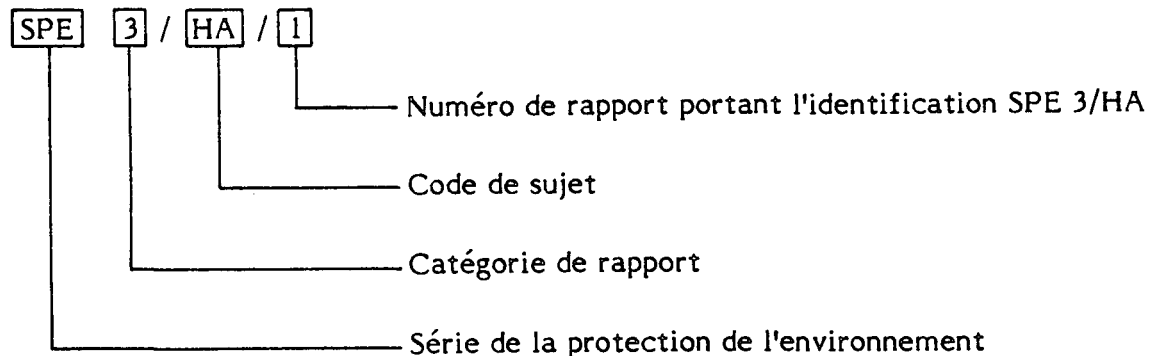 SPE 3 / HA / 1
Numéro de rapport portant l'identification SPE 3/HA
Code de sujet
Catégorie de rapport
Série de la protection de l'environnement